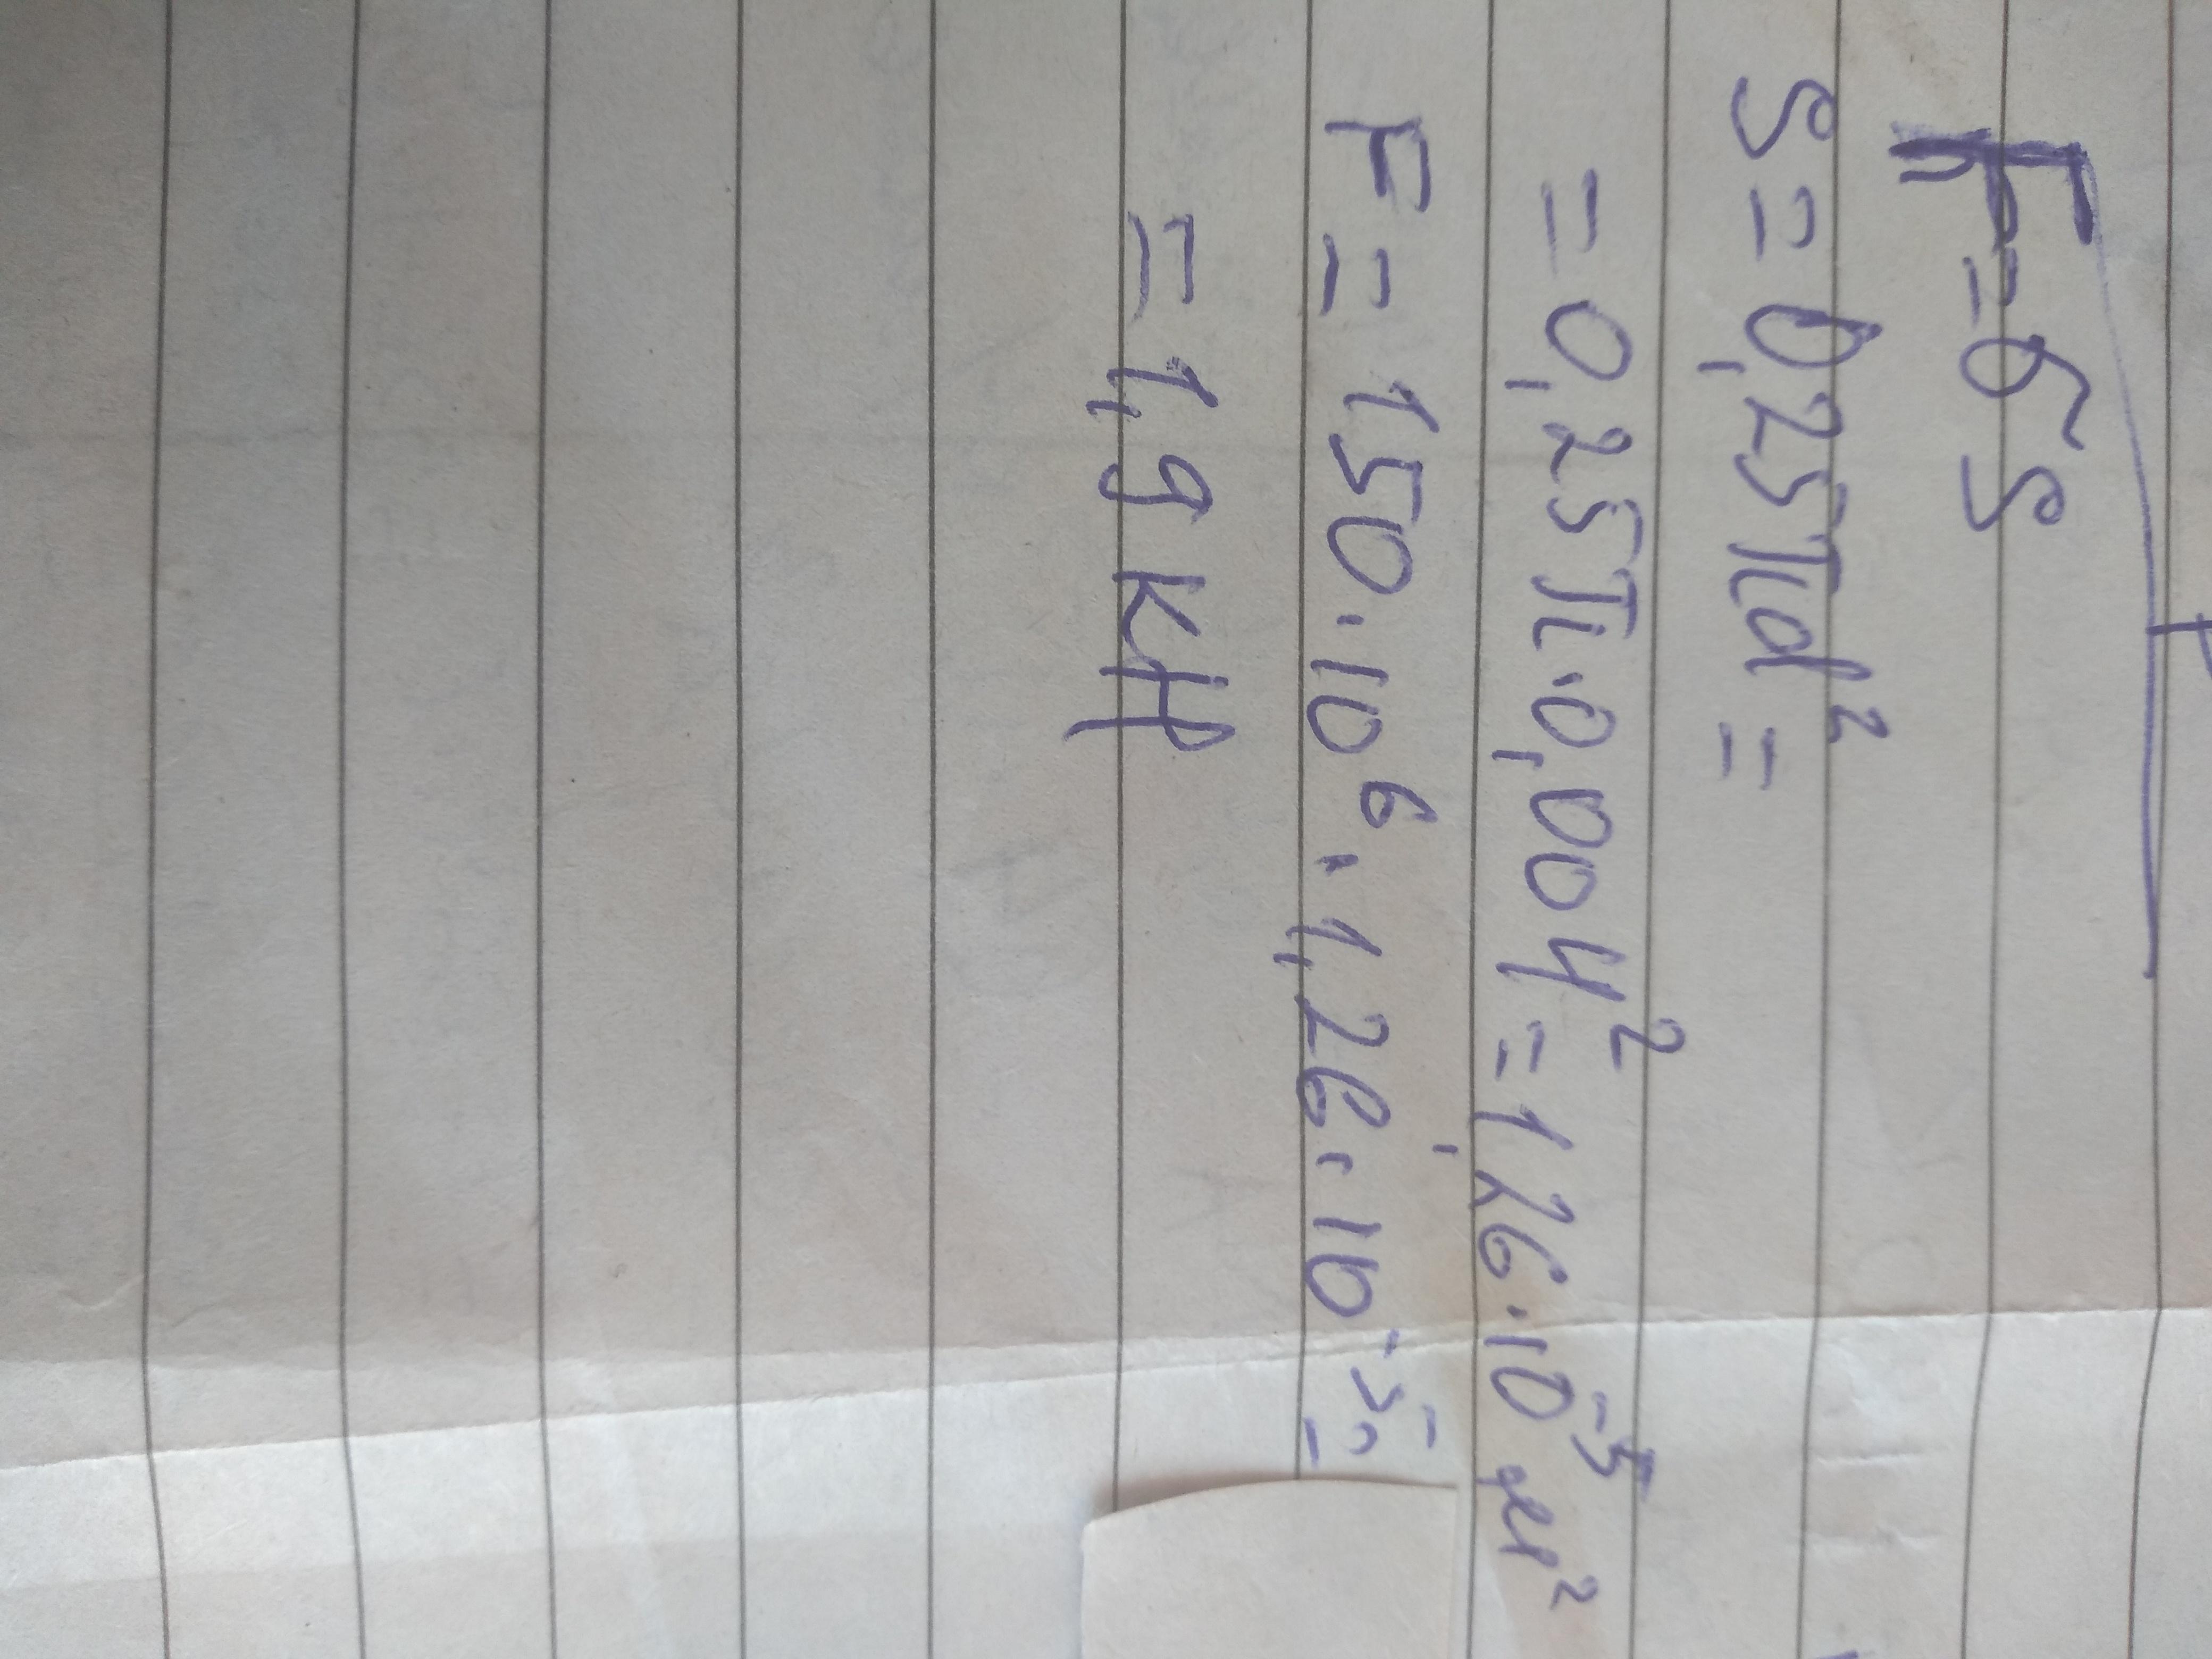 F = σS
S = 0,25πd² =
= 0,25π · 0,004² = 1,26 · 10⁻⁵ м²
F = 150 · 10⁶ · 1,26 · 10⁻⁵ =
= 1,9 кН